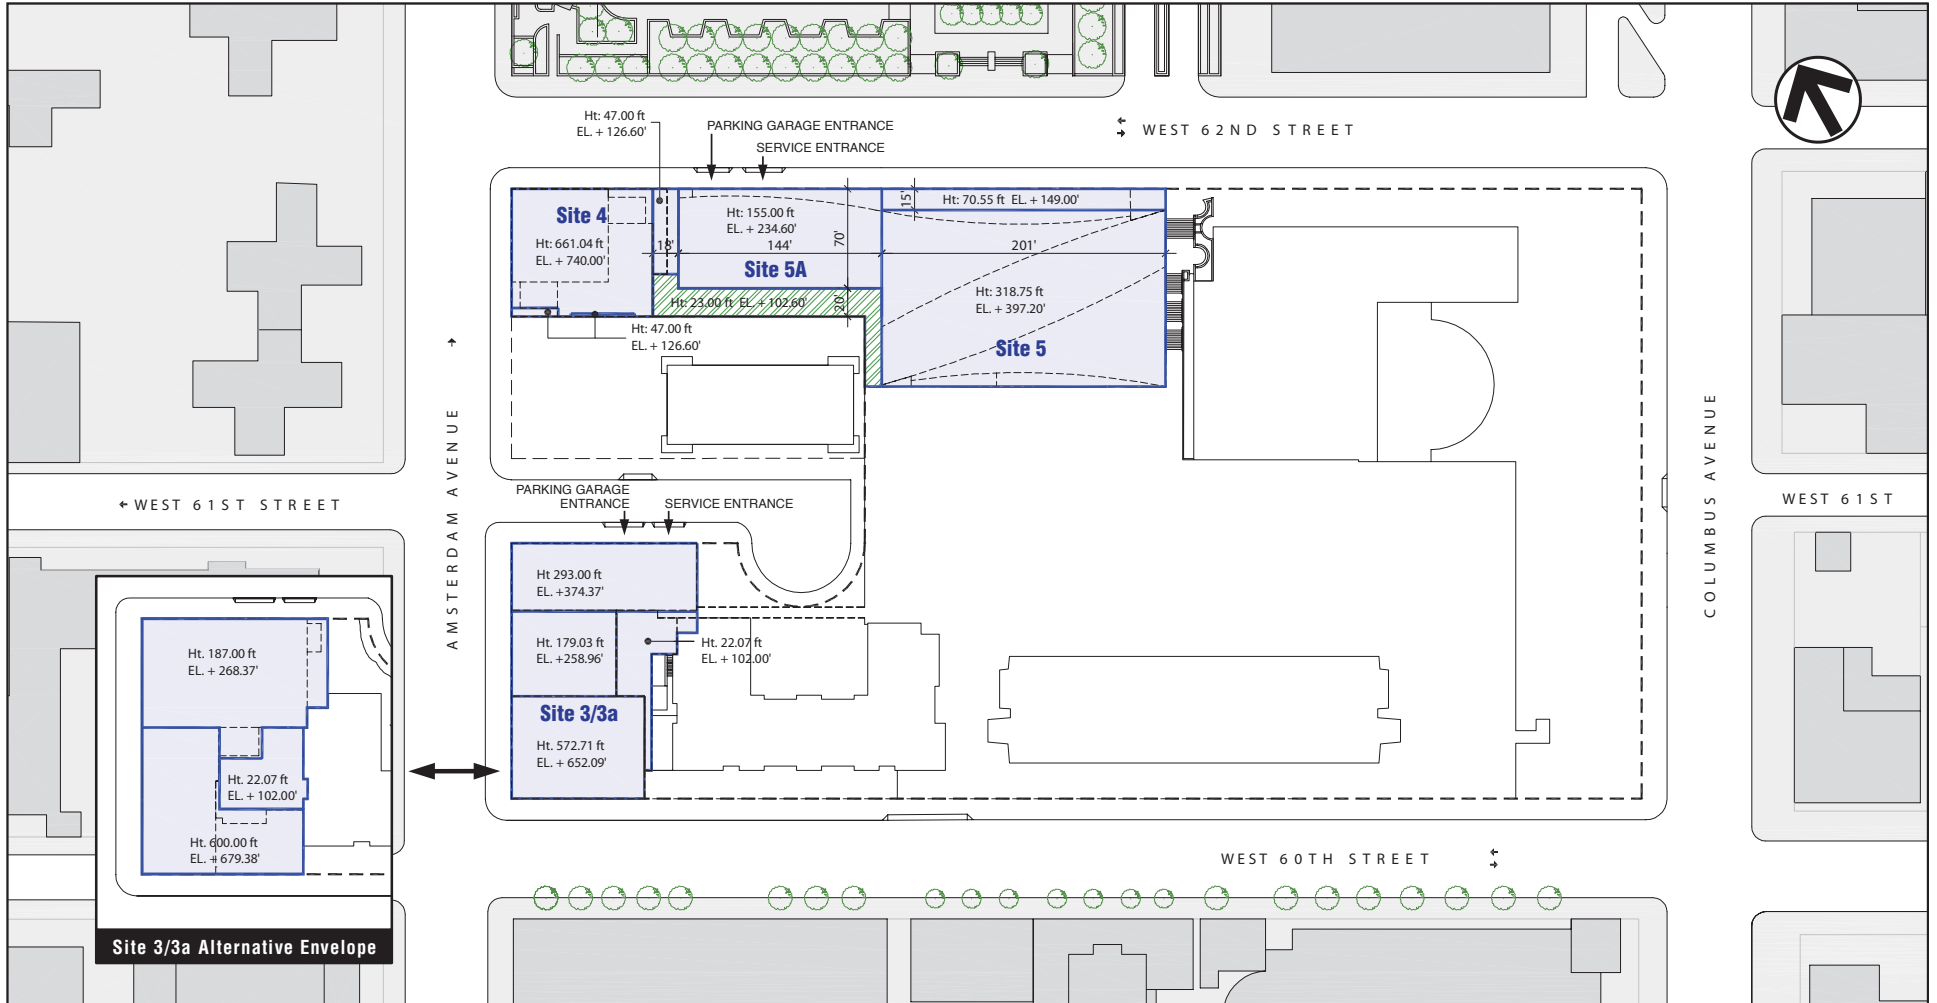 Ht: 47.00 ft
EL. + 126.60'
PARKING GARAGE ENTRANCE
SERVICE ENTRANCE
WEST 62ND STREET
Site 4
Ht: 661.04 ft
EL. + 740.00'
18'
Ht: 155.00 ft
EL. + 234.60'
144'
70'
Site 5A
15'
Ht: 70.55 ft EL. + 149.00'
201'
Ht: 23.00 ft EL. + 102.60'
20'
Ht: 318.75 ft
EL. + 397.20'
Site 5
Ht: 47.00 ft
EL. + 126.60'
AMSTERDAM AVENUE
COLUMBUS AVENUE
WEST 61ST STREET
WEST 61ST
PARKING GARAGE
ENTRANCE
SERVICE ENTRANCE
Ht 293.00 ft
EL. +374.37'
Ht. 179.03 ft
EL. +258.96'
Ht. 22.07 ft
EL. + 102.00'
Site 3/3a
Ht. 572.71 ft
EL. + 652.09'
Ht. 187.00 ft
EL. + 268.37'
Ht. 22.07 ft
EL. + 102.00'
Ht. 600.00 ft
EL. + 679.38'
Site 3/3a Alternative Envelope
WEST 60TH STREET